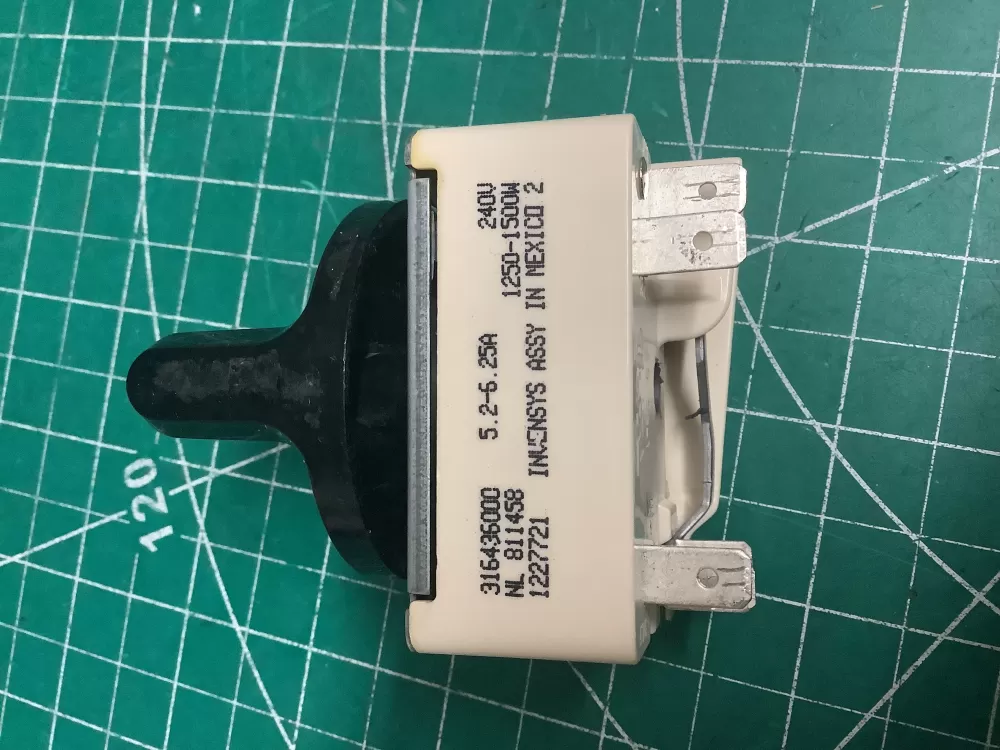 316436000 5.2-6.25A 240V
NL 811458 1250-1500W
1227721 INVENSYS ASSY IN MEXICO 2
120